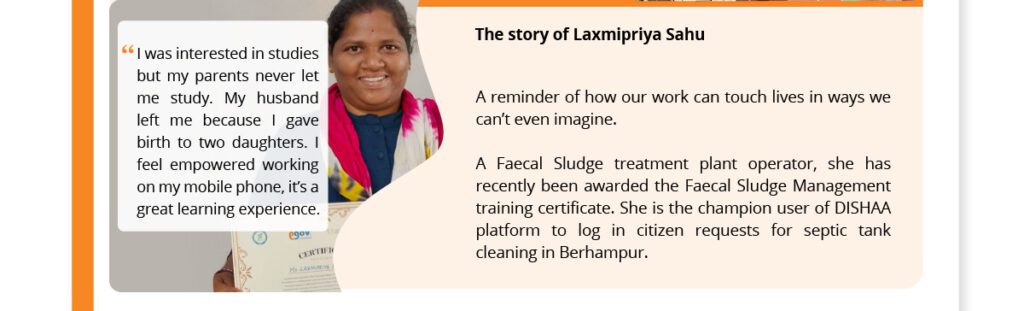 “I was interested in studies
but my parents never let
me study. My husband
left me because I gave
birth to two daughters. I
feel empowered working
on my mobile phone, it’s a
great learning experience.
eGov
CERTIFIC
The story of Laxmipriya Sahu
A reminder of how our work can touch lives in ways we
can’t even imagine.
A Faecal Sludge treatment plant operator, she has
recently been awarded the Faecal Sludge Management
training certificate. She is the champion user of DISHAA
platform to log in citizen requests for septic tank
cleaning in Berhampur.